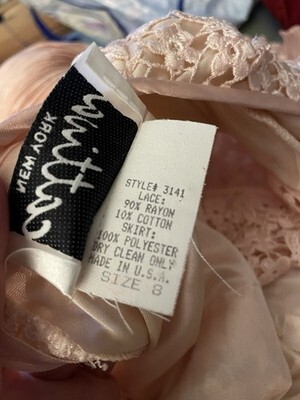 NEW YORK
STYLE# 3141
LACE:
90% RAYON
10% COTTON
SKIRT:
100% POLYESTER
DRY CLEAN ONLY
MADE IN U.S.A.
SIZE 8